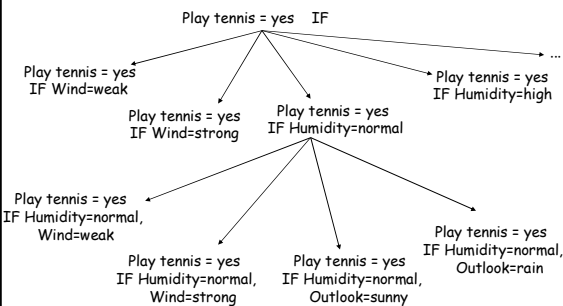 Play tennis = yes IF
...
Play tennis = yes
IF Wind=weak
Play tennis = yes
IF Humidity=high
Play tennis = yes
IF Wind=strong
Play tennis = yes
IF Humidity=normal
Play tennis = yes
IF Humidity=normal,
Wind=weak
Play tennis = yes
IF Humidity=normal,
Wind=strong
Play tennis = yes
IF Humidity=normal,
Outlook=sunny
Play tennis = yes
IF Humidity=normal,
Outlook=rain